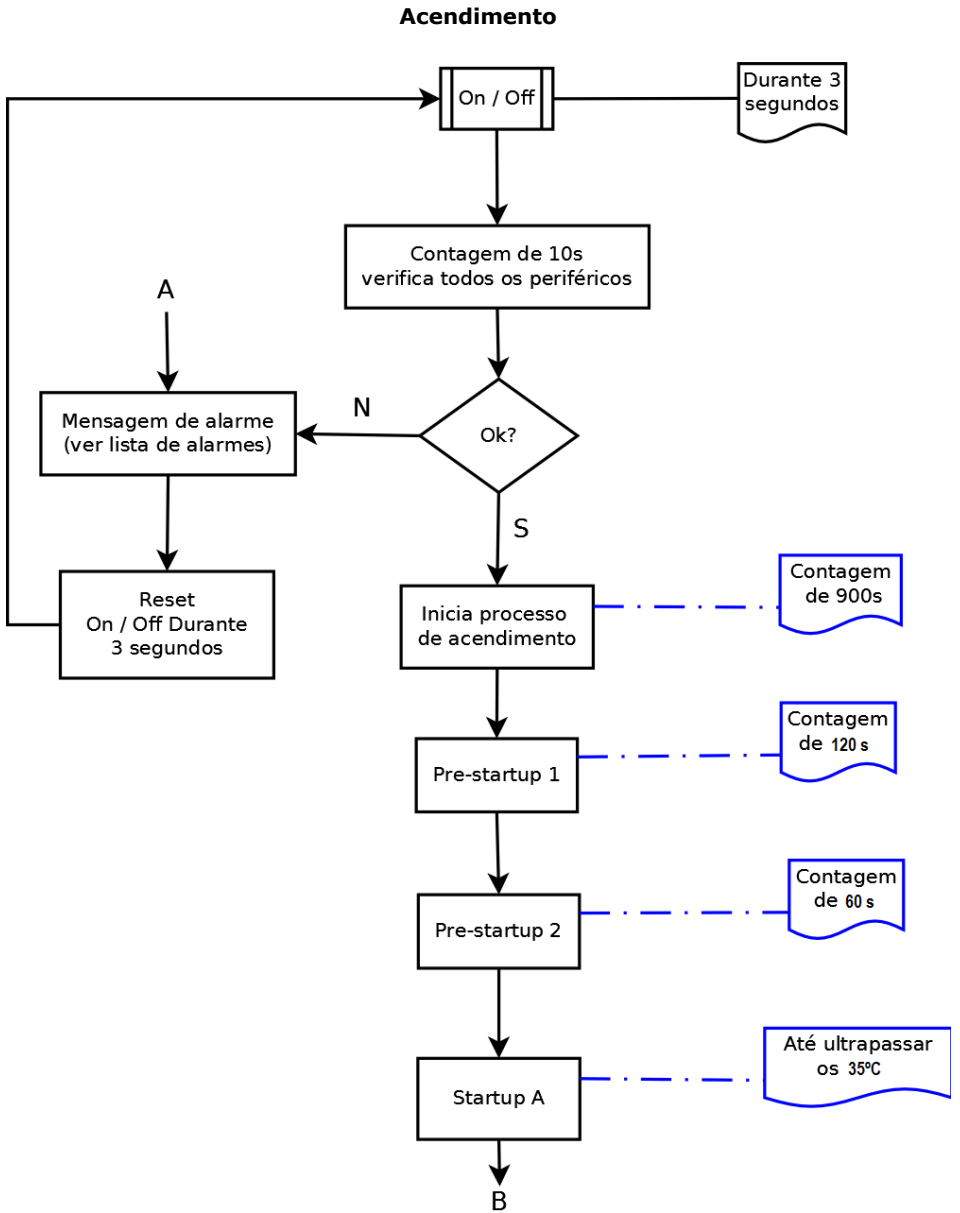 Acendimento
On / Off
Durante 3
segundos
Contagem de 10s
verifica todos os periféricos
A
Mensagem de alarme
(ver lista de alarmes)
N
Ok?
S
Reset
On / Off Durante
3 segundos
Inicia processo
de acendimento
Contagem
de 900s
Pre-startup 1
Contagem
de 120 s
Pre-startup 2
Contagem
de 60 s
Startup A
Até ultrapassar
os 35ºC
B